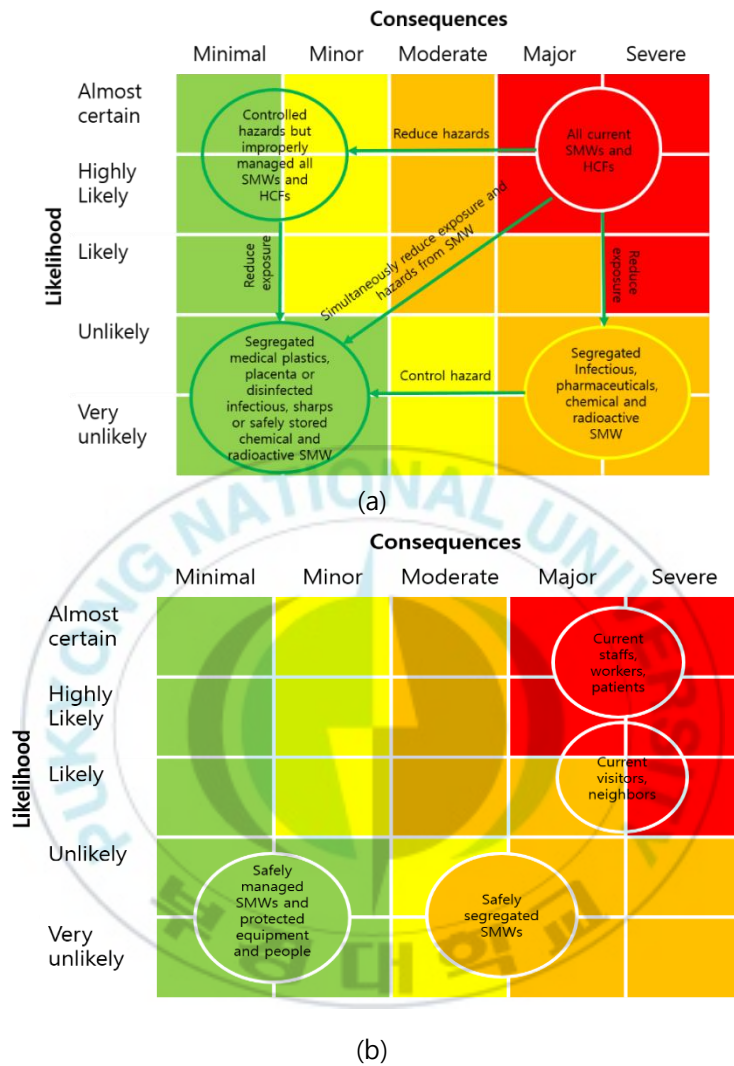 Consequences
Minimal Minor Moderate Major Severe
Likelihood
Almost
certain
Highly
Likely
Likely
Unlikely
Very
unlikely
Controlled
hazards but
improperly
managed all
SMWs and
HCFs
Reduce hazards
All current
SMWs and
HCFs
Reduce
exposure
Simultaneously reduce exposure and
hazards from SMW
Reduce
exposure
Segregated
medical plastics,
placenta or
disinfected
infectious, sharps
or safely stored
chemical and
radioactive SMW
Control hazard
Segregated
Infectious,
pharmaceuticals,
chemical and
radioactive
SMW
(a)
PUKYONG NATIONAL UNIVERSITY
Consequences
Minimal Minor Moderate Major Severe
Likelihood
Almost
certain
Highly
Likely
Likely
Unlikely
Very
unlikely
Current
staffs,
workers,
patients
Current
visitors,
neighbors
Safely
managed
SMWs and
protected
equipment
and people
Safely
segregated
SMWs
(b)